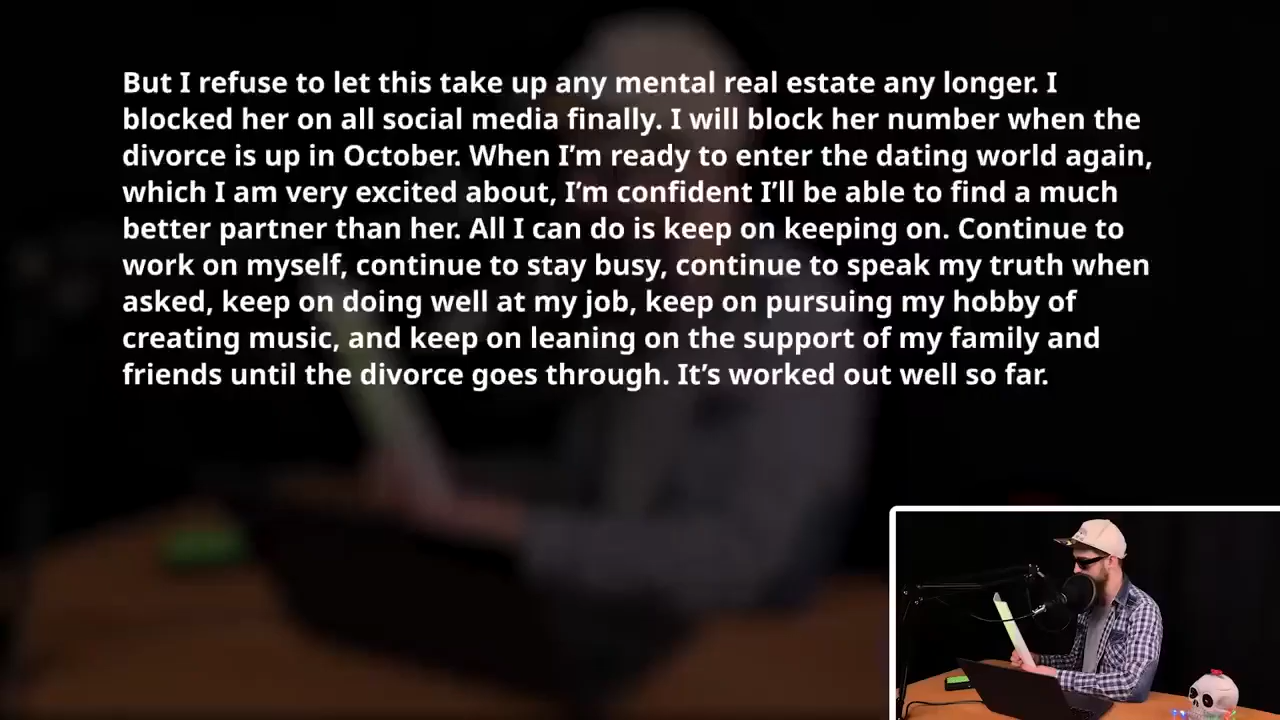 But I refuse to let this take up any mental real estate any longer. I
blocked her on all social media finally. I will block her number when the
divorce is up in October. When I’m ready to enter the dating world again,
which I am very excited about, I’m confident I’ll be able to find a much
better partner than her. All I can do is keep on keeping on. Continue to
work on myself, continue to stay busy, continue to speak my truth when
asked, keep on doing well at my job, keep on pursuing my hobby of
creating music, and keep on leaning on the support of my family and
friends until the divorce goes through. It’s worked out well so far.